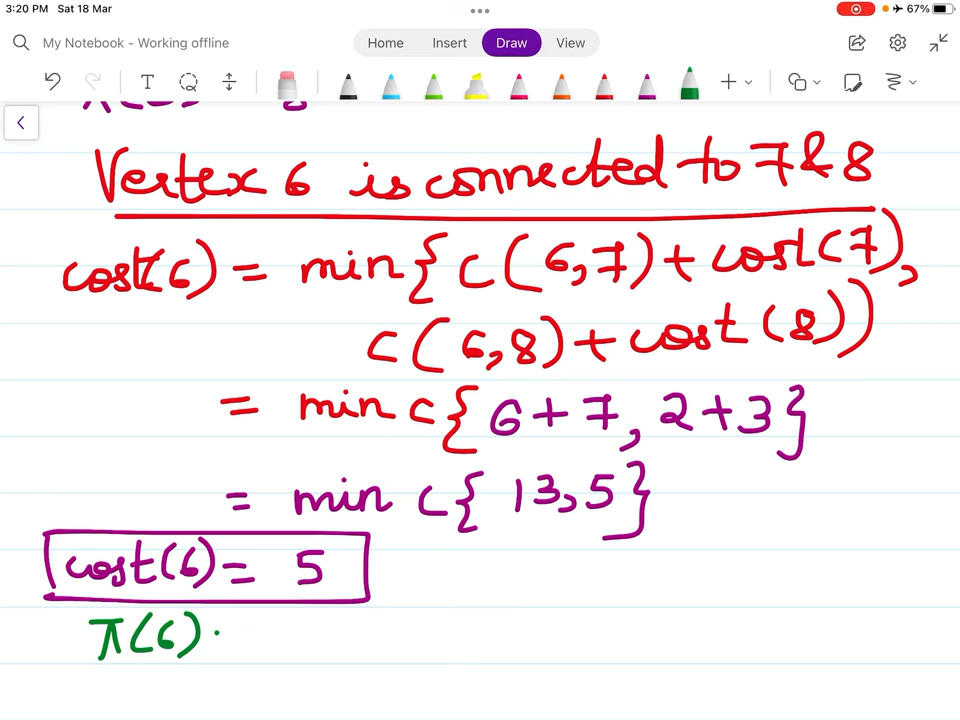 3:20 PM Sat 18 Mar
67%
My Notebook - Working offline
Home Insert Draw View
Vertex 6 is connected to 7 & 8
cost(6) = min{ c(6,7)+cost(7),
c(6,8)+cost(8))
= min c{ 6+7, 2+3}
= min c{ 13,5}
cost(6) = 5
π(6)